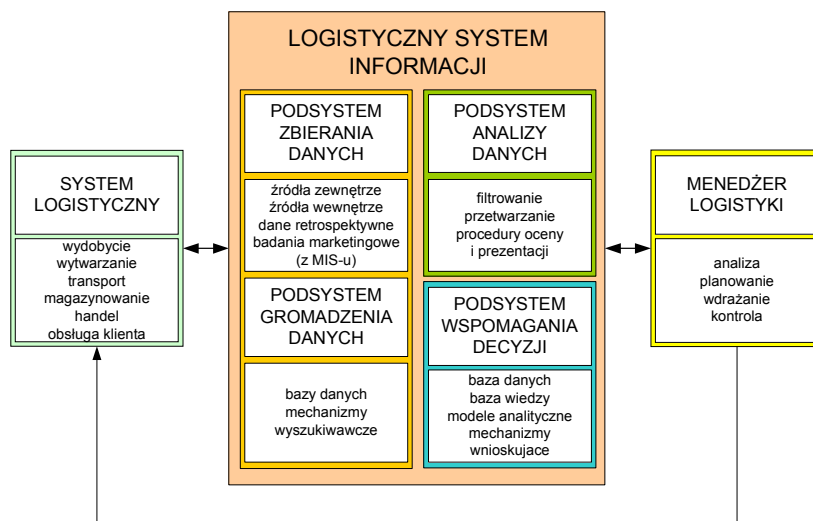 LOGISTYCZNY SYSTEM
INFORMACJI
SYSTEM
LOGISTYCZNY
wydobycie
wytwarzanie
transport
magazynowanie
handel
obsługa klienta
PODSYSTEM
ZBIERANIA
DANYCH
źródła zewnętrze
źródła wewnętrze
dane retrospektywne
badania marketingowe
(z MIS-u)
PODSYSTEM
GROMADZENIA
DANYCH
bazy danych
mechanizmy
wyszukiwawcze
PODSYSTEM
ANALIZY
DANYCH
filtrowanie
przetwarzanie
procedury oceny
i prezentacji
PODSYSTEM
WSPOMAGANIA
DECYZJI
baza danych
baza wiedzy
modele analityczne
mechanizmy
wnioskujace
MENEDŻER
LOGISTYKI
analiza
planowanie
wdrażanie
kontrola